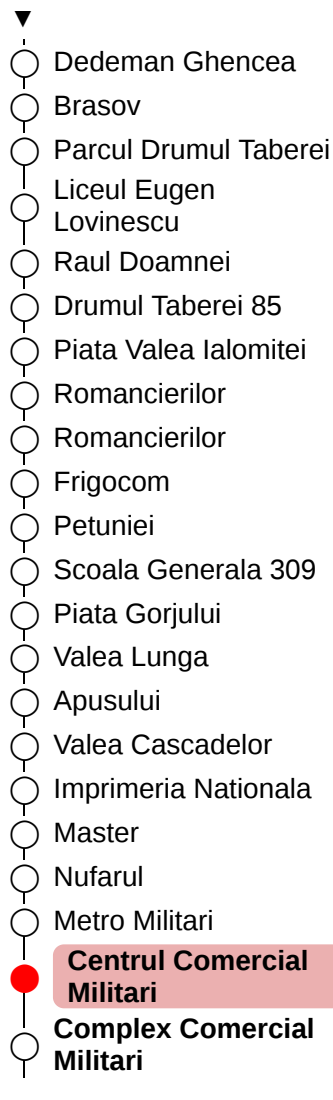 Dedeman Ghencea
Brasov
Parcul Drumul Taberei
Liceul Eugen
Lovinescu
Raul Doamnei
Drumul Taberei 85
Piata Valea Ialomitei
Romancierilor
Romancierilor
Frigocom
Petuniei
Scoala Generala 309
Piata Gorjului
Valea Lunga
Apusului
Valea Cascadelor
Imprimeria Nationala
Master
Nufarul
Metro Militari
Centrul Comercial
Militari
Complex Comercial
Militari